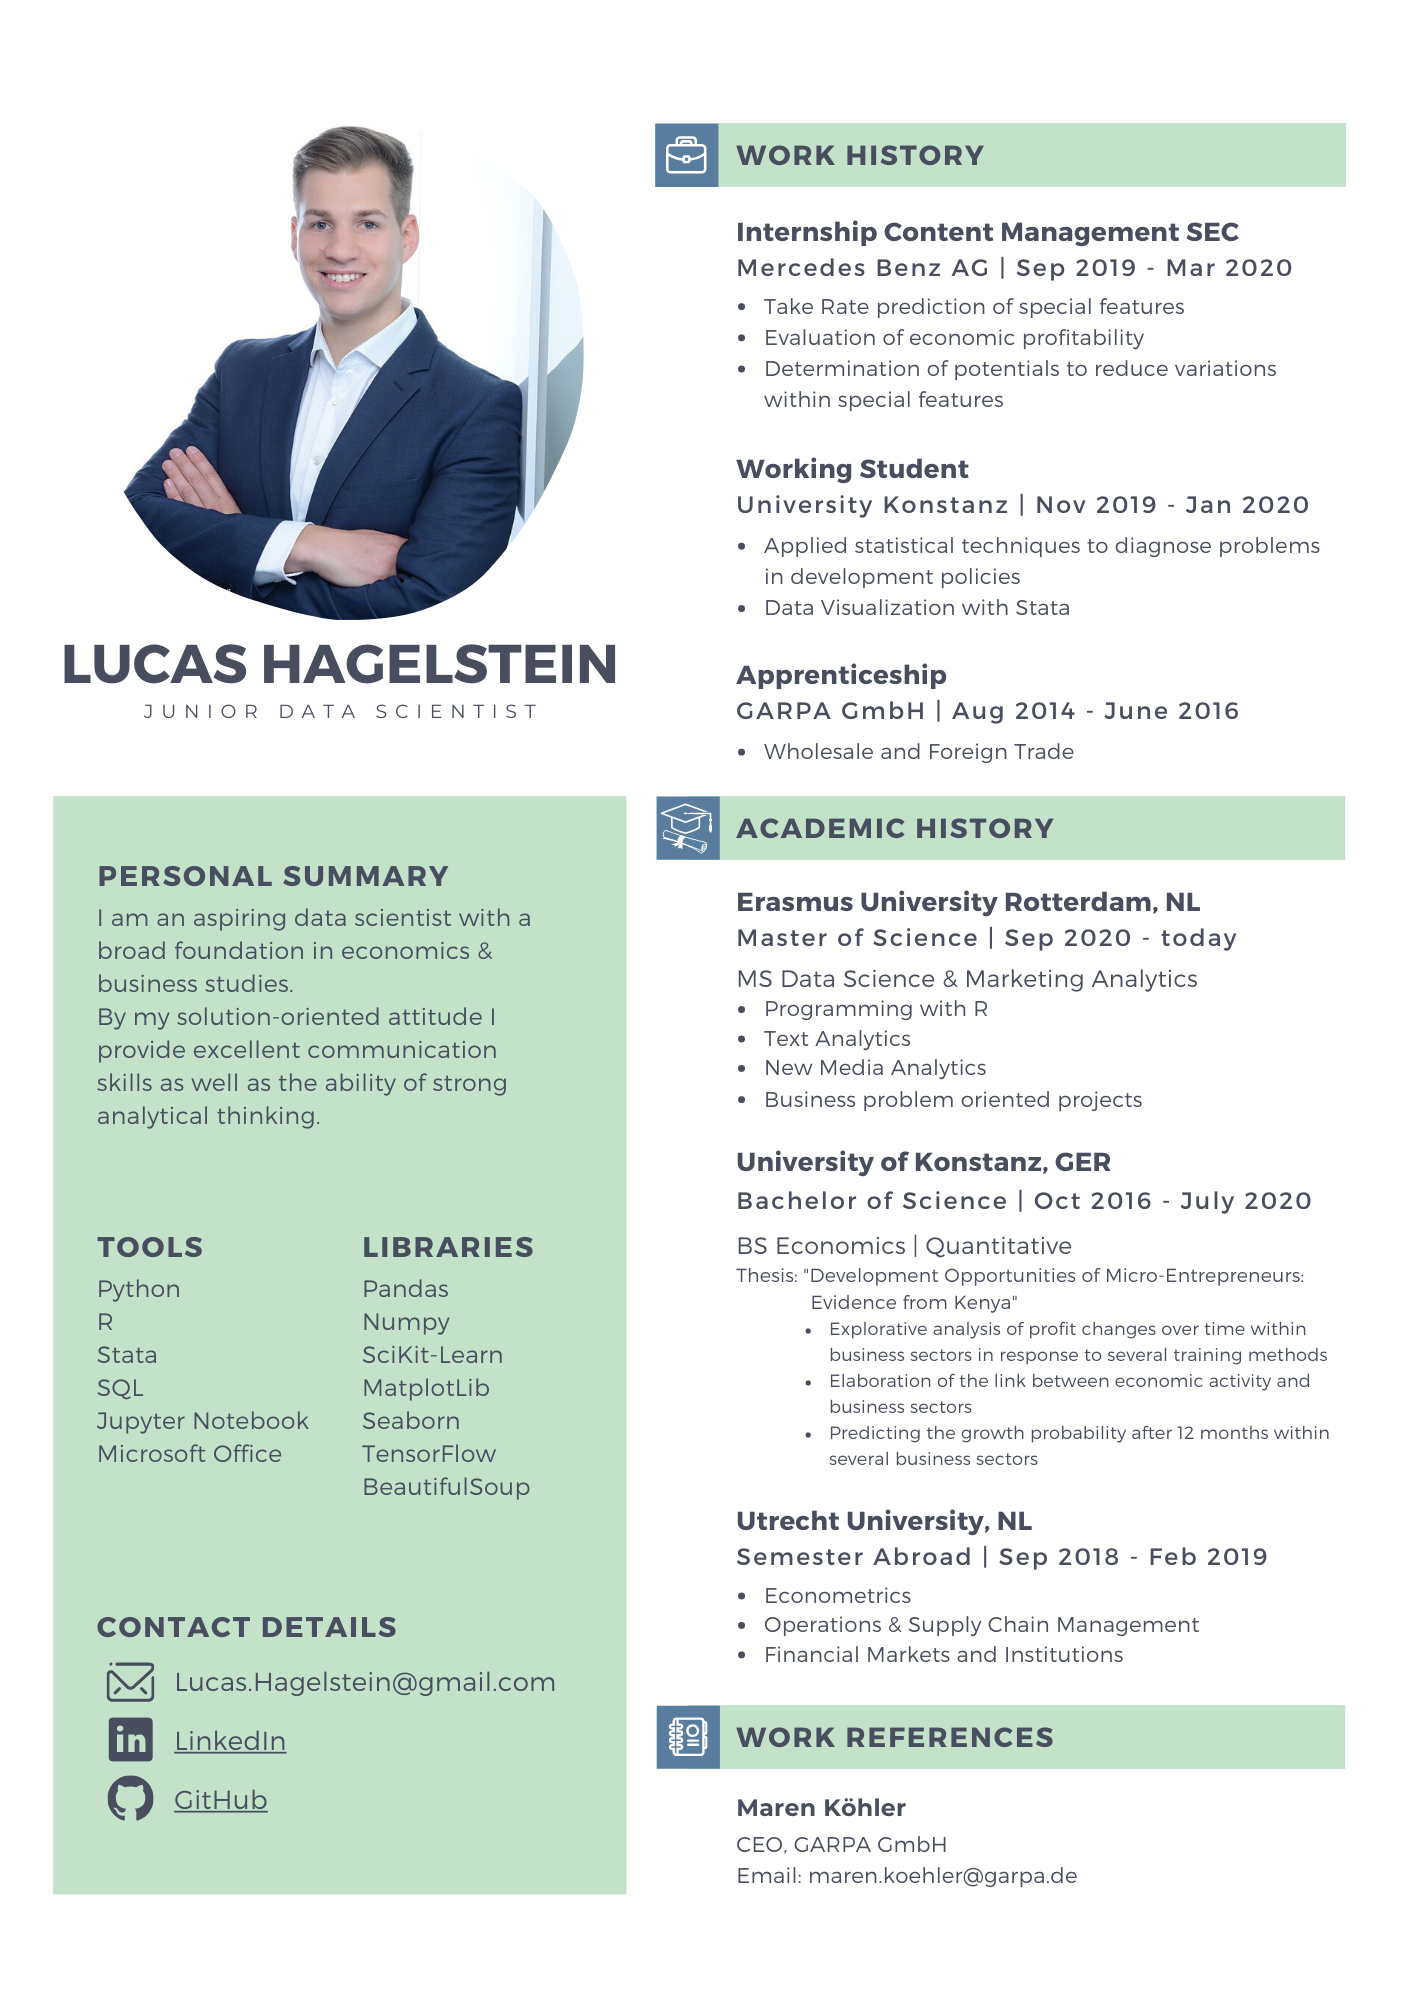 LUCAS HAGELSTEIN
JUNIOR DATA SCIENTIST
PERSONAL SUMMARY
I am an aspiring data scientist with a
broad foundation in economics &
business studies.
By my solution-oriented attitude I
provide excellent communication
skills as well as the ability of strong
analytical thinking.
TOOLS
Python
R
Stata
SQL
Jupyter Notebook
Microsoft Office
LIBRARIES
Pandas
Numpy
SciKit-Learn
MatplotLib
Seaborn
TensorFlow
BeautifulSoup
CONTACT DETAILS
Lucas.Hagelstein@gmail.com
in LinkedIn
GitHub
WORK HISTORY
Internship Content Management SEC
Mercedes Benz AG | Sep 2019 - Mar 2020
• Take Rate prediction of special features
• Evaluation of economic profitability
• Determination of potentials to reduce variations
within special features
Working Student
University Konstanz | Nov 2019 - Jan 2020
• Applied statistical techniques to diagnose problems
in development policies
• Data Visualization with Stata
Apprenticeship
GARPA GmbH | Aug 2014 - June 2016
• Wholesale and Foreign Trade
ACADEMIC HISTORY
Erasmus University Rotterdam, NL
Master of Science | Sep 2020 - today
MS Data Science & Marketing Analytics
• Programming with R
• Text Analytics
• New Media Analytics
• Business problem oriented projects
University of Konstanz, GER
Bachelor of Science | Oct 2016 - July 2020
BS Economics | Quantitative
Thesis: "Development Opportunities of Micro-Entrepreneurs:
Evidence from Kenya"
• Explorative analysis of profit changes over time within
business sectors in response to several training methods
• Elaboration of the link between economic activity and
business sectors
• Predicting the growth probability after 12 months within
several business sectors
Utrecht University, NL
Semester Abroad | Sep 2018 - Feb 2019
• Econometrics
• Operations & Supply Chain Management
• Financial Markets and Institutions
WORK REFERENCES
Maren Köhler
CEO, GARPA GmbH
Email: maren.koehler@garpa.de